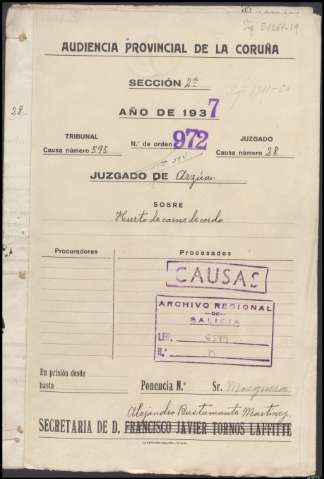 AUDIENCIA PROVINCIAL DE LA CORUÑA
SECCIÓN 2ª
AÑO DE 1937
28
TRIBUNAL
Causa número 595
N.º de orden 972
JUZGADO
Causa número 28
JUZGADO DE Arzúa
SOBRE
Hurto de carne de cerdo
Procuradores
Procesados
CAUSAS
ARCHIVO REGIONAL
DE
GALICIA
LEG.
N.º
En prisión desde
hasta
Ponencia N.º Sr. Mosquera
Alejandro Bustamante Martínez
SECRETARIA DE D. FRANCISCO JAVIER TORNOS LAFFITTE